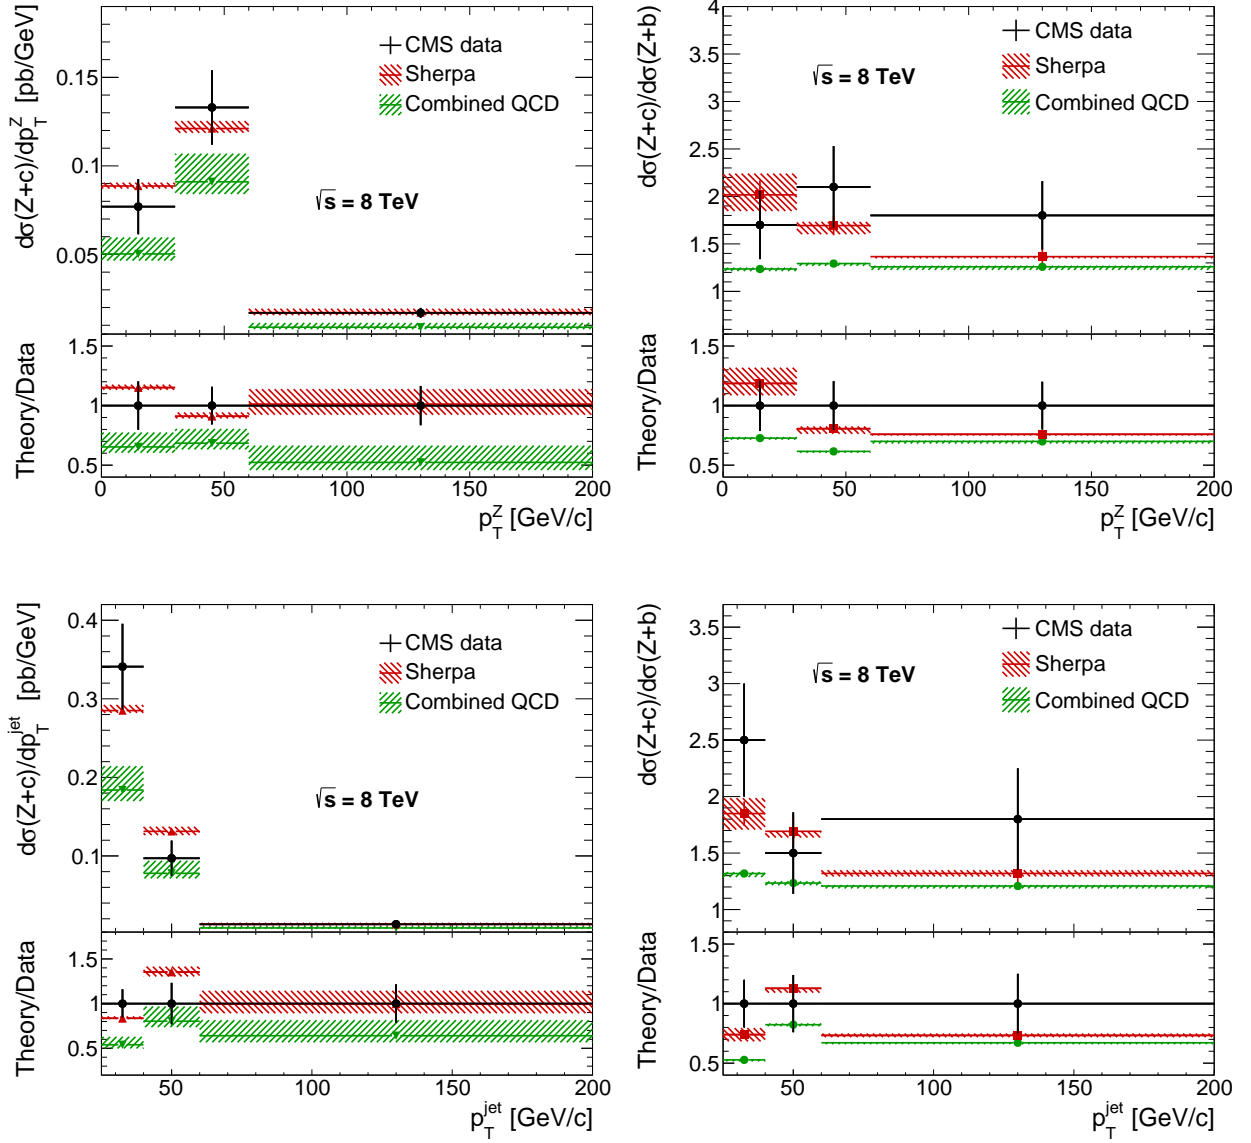 dσ(Z+c)/dp_T^Z [pb/GeV]
0.15
0.1
0.05
CMS data
Sherpa
Combined QCD
√s = 8 TeV
Theory/Data
1.5
1
0.5
0 50 100 150 200
p_T^Z [GeV/c]
dσ(Z+c)/dσ(Z+b)
4
3.5
3
2.5
2
1.5
1
CMS data
Sherpa
Combined QCD
√s = 8 TeV
Theory/Data
1.5
1
0.5
0 50 100 150 200
p_T^Z [GeV/c]
dσ(Z+c)/dp_T^jet [pb/GeV]
0.4
0.3
0.2
0.1
CMS data
Sherpa
Combined QCD
√s = 8 TeV
Theory/Data
1.5
1
0.5
50 100 150 200
p_T^jet [GeV/c]
dσ(Z+c)/dσ(Z+b)
3.5
3
2.5
2
1.5
1
CMS data
Sherpa
Combined QCD
√s = 8 TeV
Theory/Data
1.5
1
0.5
50 100 150 200
p_T^jet [GeV/c]